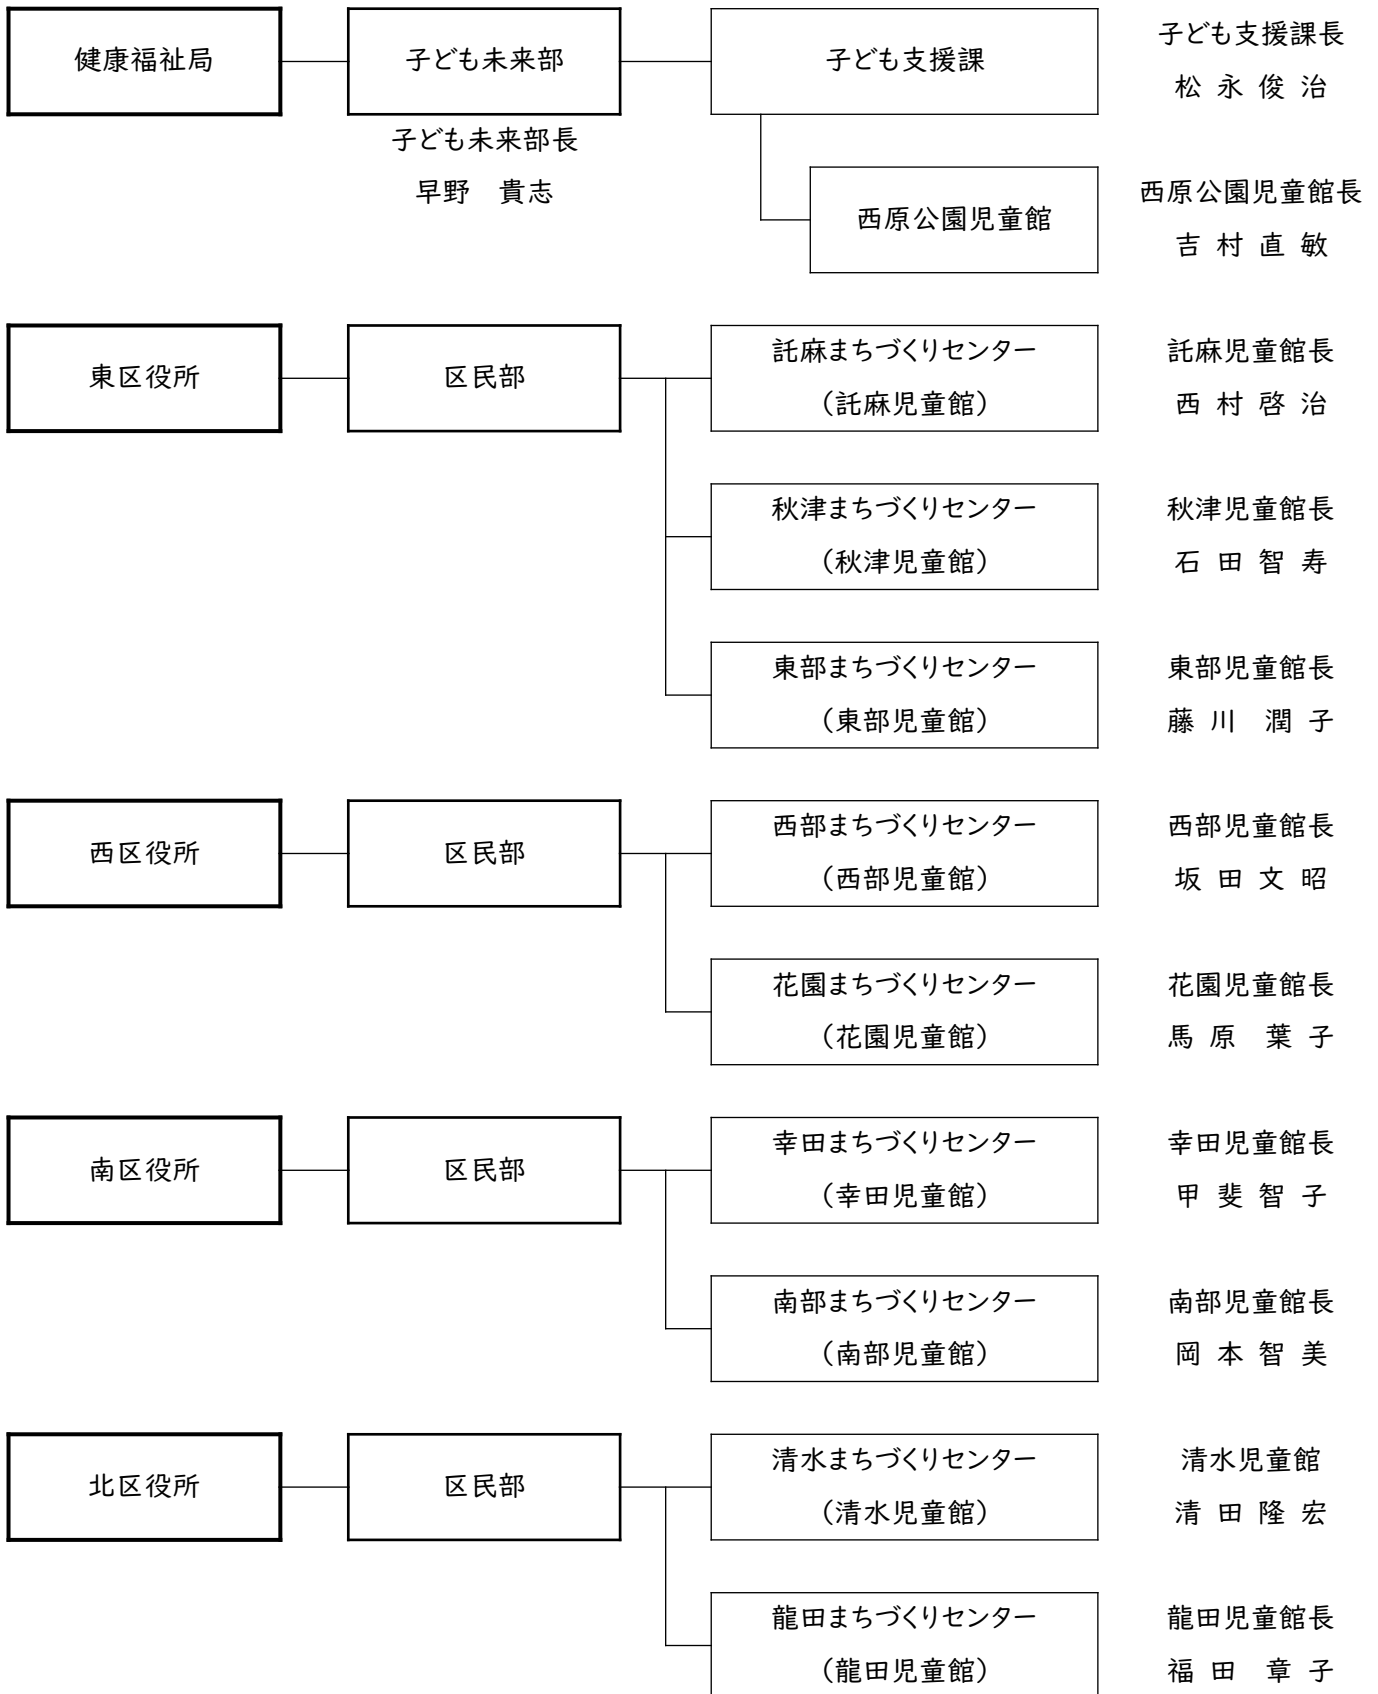 健康福祉局
子ども未来部
子ども支援課
子ども支援課長
松 永 俊 治
子ども未来部長
早野　貴志
西原公園児童館
西原公園児童館長
吉 村 直 敏
東区役所
区民部
託麻まちづくりセンター
(託麻児童館)
託麻児童館長
西 村 啓 治
秋津まちづくりセンター
(秋津児童館)
秋津児童館長
石 田 智 寿
東部まちづくりセンター
(東部児童館)
東部児童館長
藤 川　潤 子
西区役所
区民部
西部まちづくりセンター
(西部児童館)
西部児童館長
坂 田 文 昭
花園まちづくりセンター
(花園児童館)
花園児童館長
馬 原　葉 子
南区役所
区民部
幸田まちづくりセンター
(幸田児童館)
幸田児童館長
甲 斐 智 子
南部まちづくりセンター
(南部児童館)
南部児童館長
岡 本 智 美
北区役所
区民部
清水まちづくりセンター
(清水児童館)
清水児童館
清 田 隆 宏
龍田まちづくりセンター
(龍田児童館)
龍田児童館長
福 田　章 子